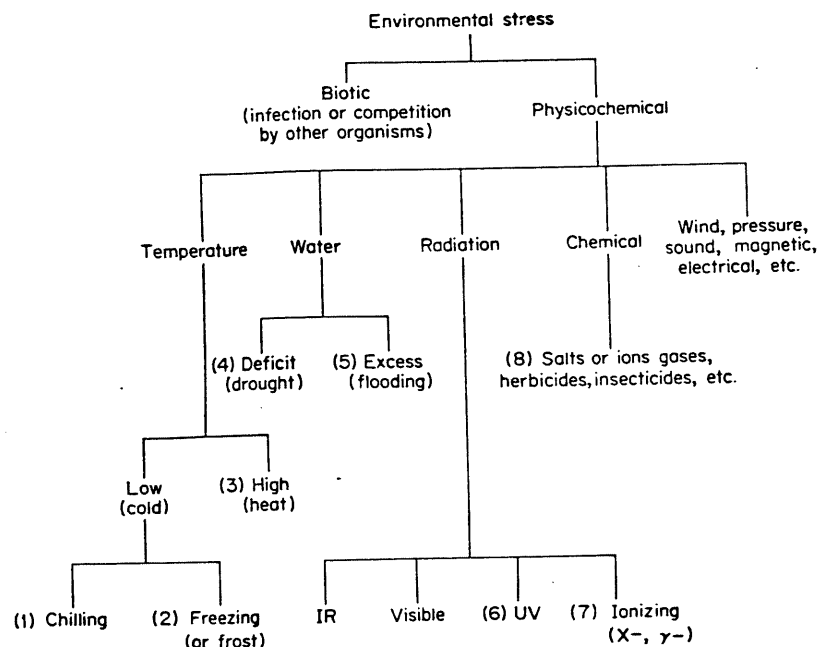 Environmental stress
Biotic
(infection or competition
by other organisms)
Physicochemical
Temperature
Water
Radiation
Chemical
Wind, pressure,
sound, magnetic,
electrical, etc.
(4) Deficit
(drought)
(5) Excess
(flooding)
(8) Salts or ions gases,
herbicides, insecticides, etc.
Low
(cold)
(3) High
(heat)
(1) Chilling
(2) Freezing
(or frost)
IR
Visible
(6) UV
(7) Ionizing
(X-, γ-)